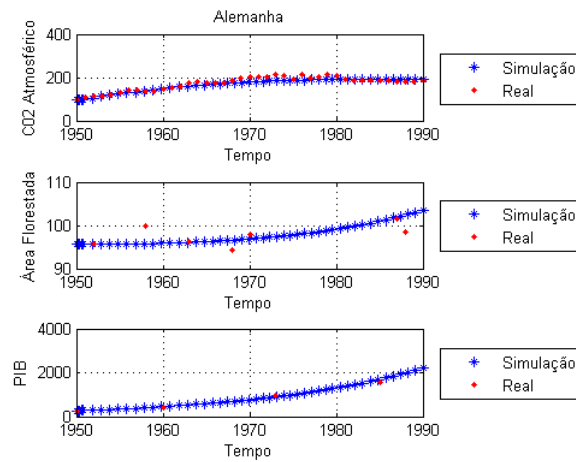 Alemanha
C02 Atmosférico
400
200
0
1950 1960 1970 1980 1990
Tempo
Simulação
Real
Área Florestada
110
100
90
1950 1960 1970 1980 1990
Tempo
Simulação
Real
PIB
4000
2000
0
1950 1960 1970 1980 1990
Tempo
Simulação
Real